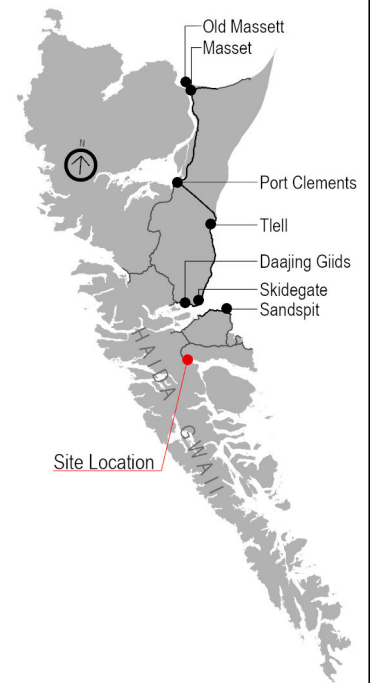 Old Massett
Masset
N
Port Clements
Tlell
Daajing Giids
Skidegate
Sandspit
HAIDA GWAII
Site Location